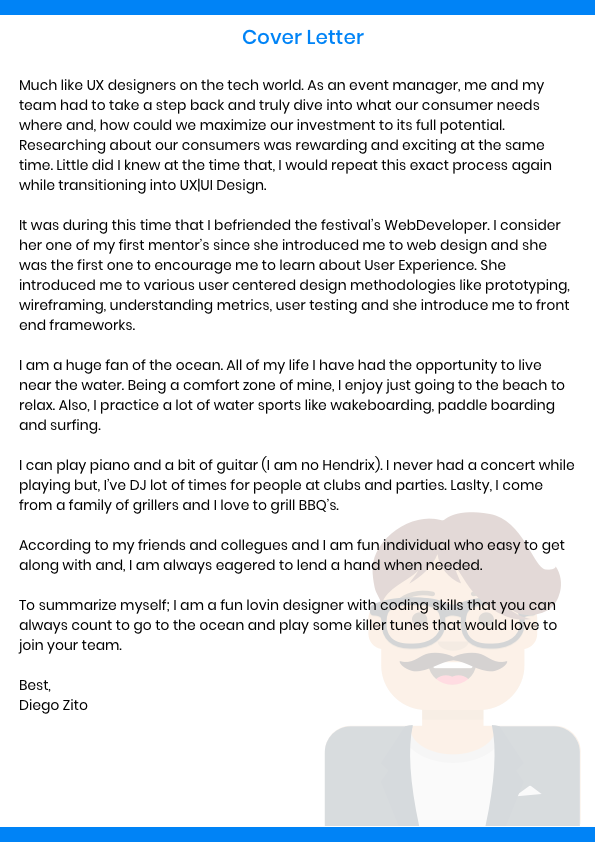 Cover Letter
Much like UX designers on the tech world. As an event manager, me and my
team had to take a step back and truly dive into what our consumer needs
where and, how could we maximize our investment to its full potential.
Researching about our consumers was rewarding and exciting at the same
time. Little did I knew at the time that, I would repeat this exact process again
while transitioning into UX|UI Design.
It was during this time that I befriended the festival's WebDeveloper. I consider
her one of my first mentor's since she introduced me to web design and she
was the first one to encourage me to learn about User Experience. She
introduced me to various user centered design methodologies like prototyping,
wireframing, understanding metrics, user testing and she introduce me to front
end frameworks.
I am a huge fan of the ocean. All of my life I have had the opportunity to live
near the water. Being a comfort zone of mine, I enjoy just going to the beach to
relax. Also, I practice a lot of water sports like wakeboarding, paddle boarding
and surfing.
I can play piano and a bit of guitar (I am no Hendrix). I never had a concert while
playing but, I've DJ lot of times for people at clubs and parties. Laslty, I come
from a family of grillers and I love to grill BBQ's.
According to my friends and collegues and I am fun individual who easy to get
along with and, I am always eagered to lend a hand when needed.
To summarize myself; I am a fun lovin designer with coding skills that you can
always count to go to the ocean and play some killer tunes that would love to
join your team.
Best,
Diego Zito